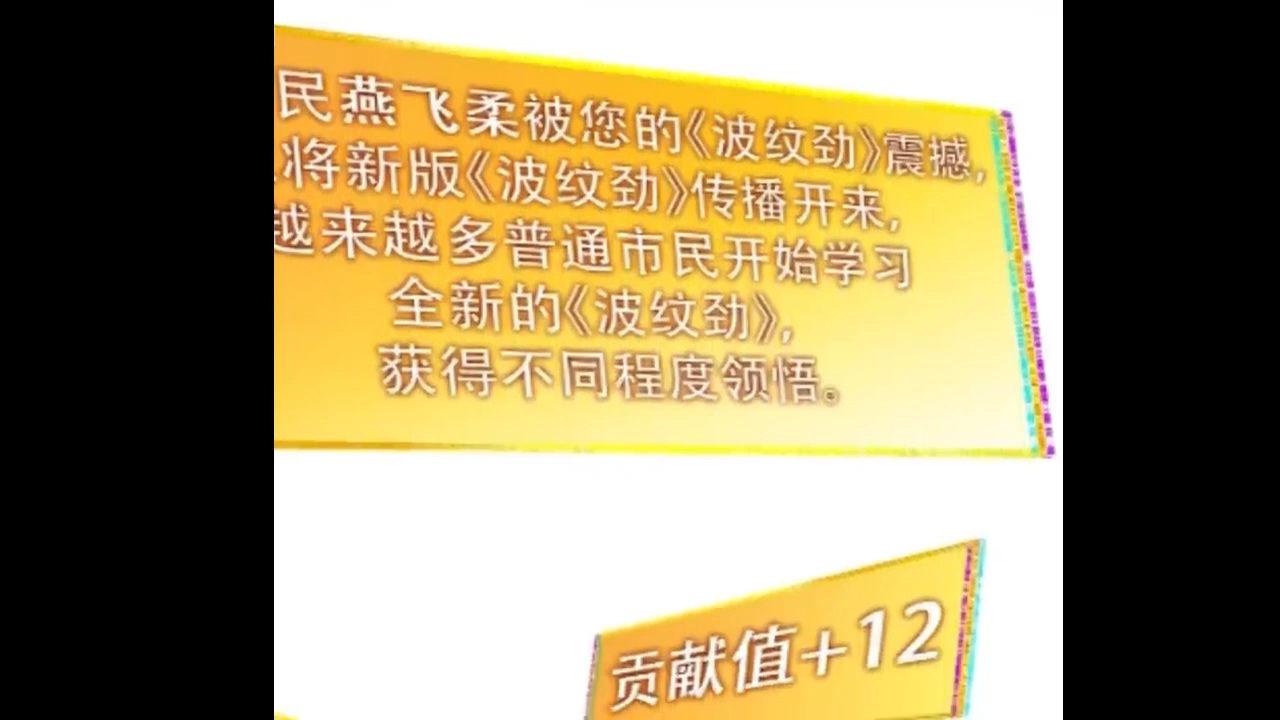 民燕飞柔被您的《波纹劲》震撼,
将新版《波纹劲》传播开来,
越来越多普通市民开始学习
全新的《波纹劲》,
获得不同程度领悟。
贡献值+12